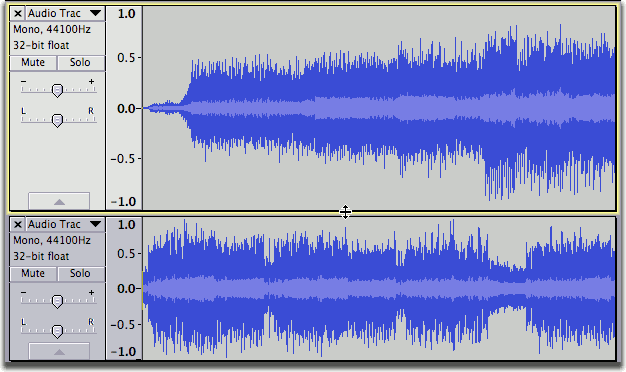 × Audio Trac ▼
Mono, 44100Hz
32-bit float
Mute Solo
- +
L R
1.0
0.5
0.0-
-0.5
-1.0
× Audio Trac ▼
Mono, 44100Hz
32-bit float
Mute Solo
- +
L R
1.0
0.5
0.0-
-0.5
-1.0